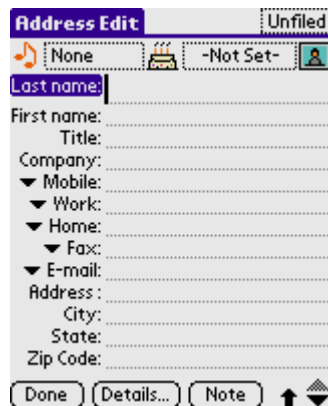 Address Edit Unfiled
None -Not Set-
Last name:
First name:
Title:
Company:
Mobile:
Work:
Home:
Fax:
E-mail:
Address:
City:
State:
Zip Code:
Done Details... Note